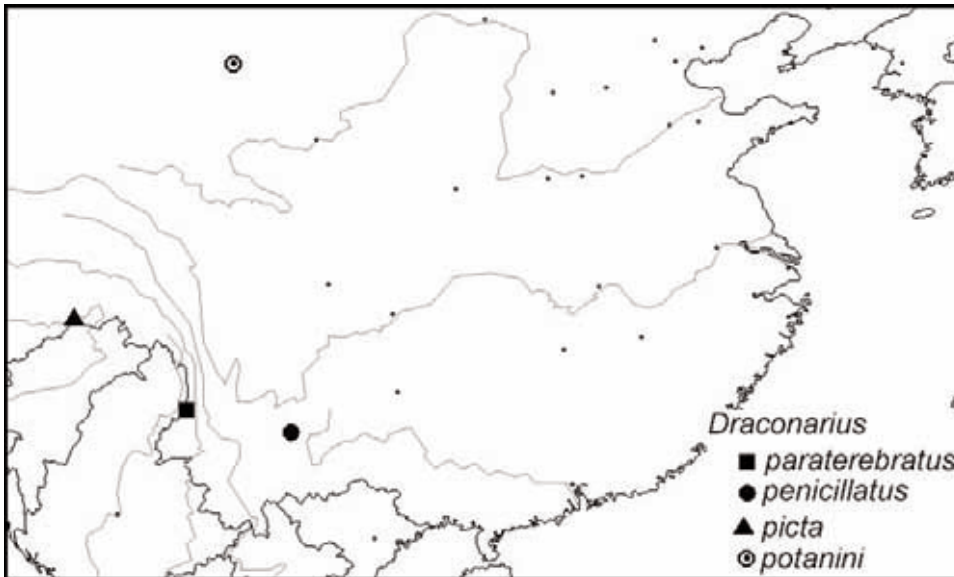 Draconarius
paraterebratus
penicillatus
picta
potanini